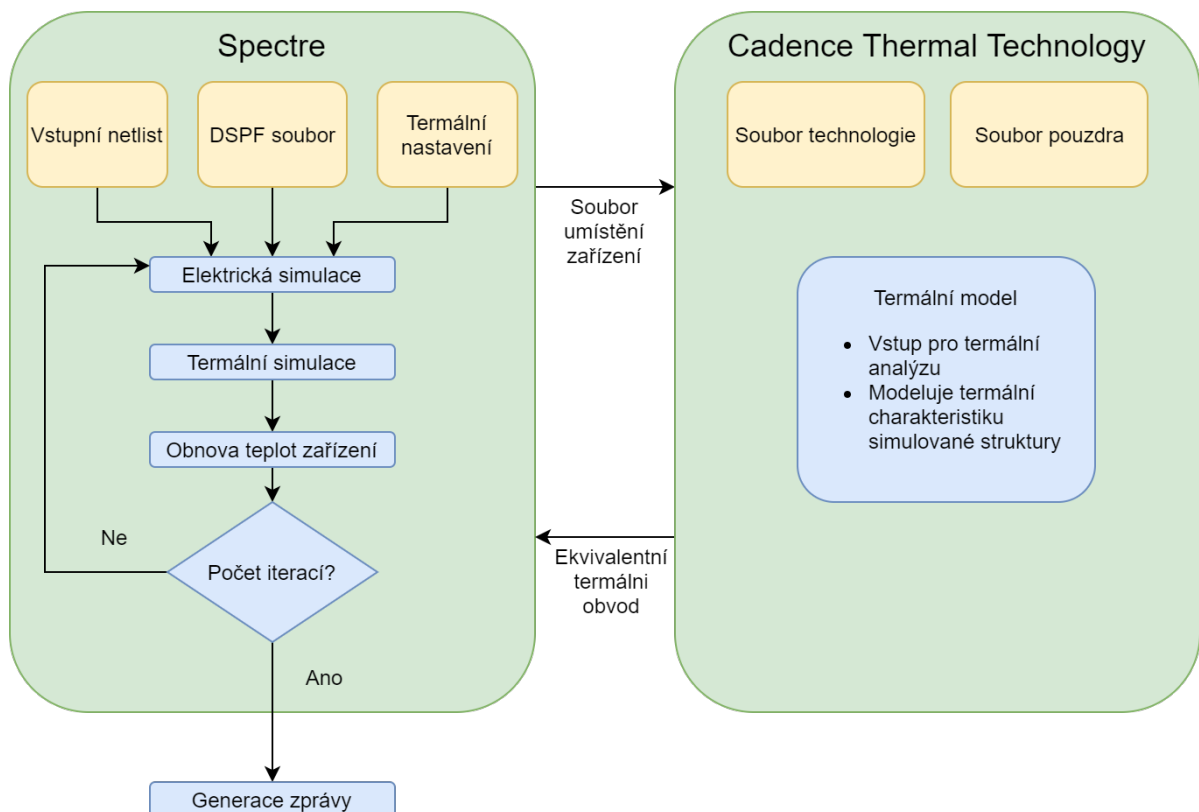 Spectre
Vstupní netlist
DSPF soubor
Termální
nastavení
Elektrická simulace
Termální simulace
Obnova teplot zařízení
Ne
Počet iterací?
Ano
Generace zprávy
Soubor
umístění
zařízení
Ekvivalentní
termálni
obvod
Cadence Thermal Technology
Soubor technologie
Soubor pouzdra
Termální model
• Vstup pro termální
analýzu
• Modeluje termální
charakteristiku
simulované struktury